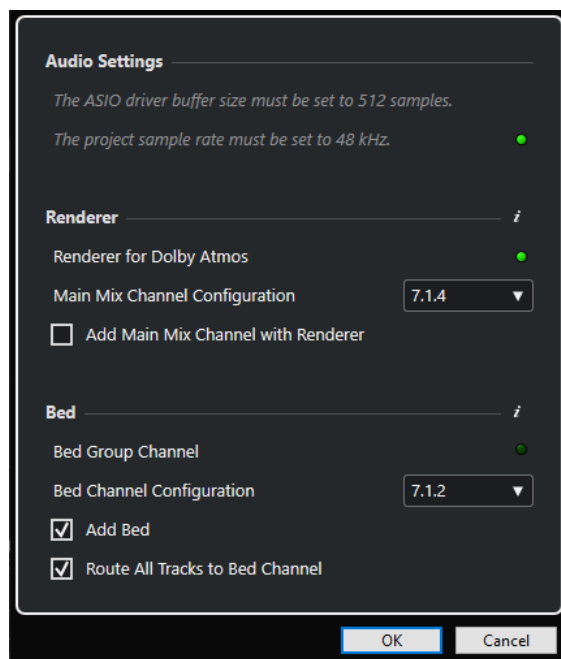 Audio Settings
The ASIO driver buffer size must be set to 512 samples.
The project sample rate must be set to 48 kHz.
Renderer i
Renderer for Dolby Atmos
Main Mix Channel Configuration 7.1.4
Add Main Mix Channel with Renderer
Bed i
Bed Group Channel
Bed Channel Configuration 7.1.2
Add Bed
Route All Tracks to Bed Channel
OK Cancel